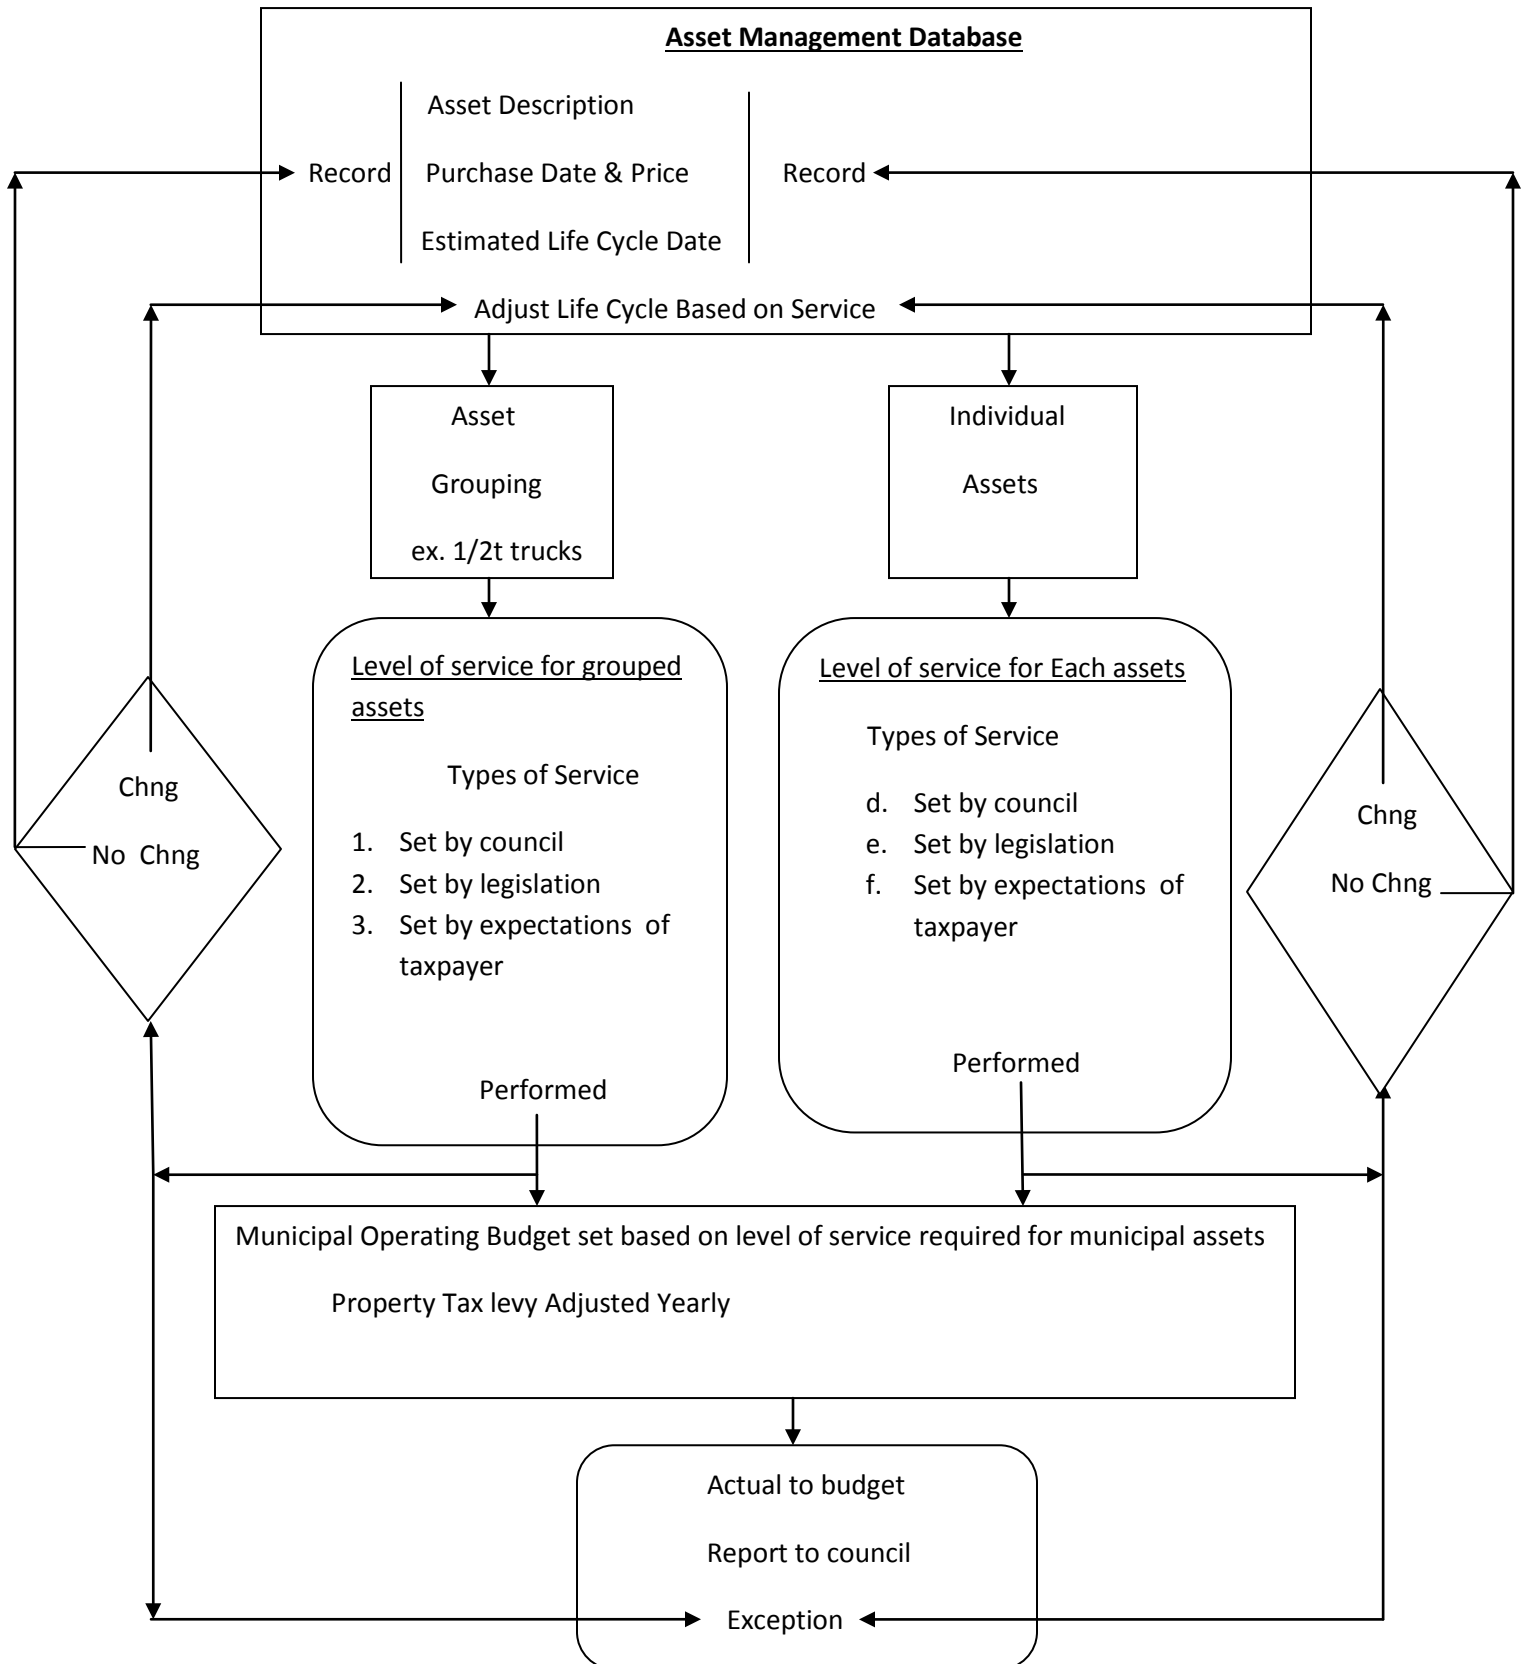 Asset Management Database
Asset Description
Record
Purchase Date & Price
Record
Estimated Life Cycle Date
Adjust Life Cycle Based on Service
Asset
Grouping
ex. 1/2t trucks
Individual
Assets
Level of service for grouped
assets
Types of Service
1. Set by council
2. Set by legislation
3. Set by expectations of
taxpayer
Performed
Level of service for Each assets
Types of Service
d. Set by council
e. Set by legislation
f. Set by expectations of
taxpayer
Performed
Chng
No Chng
Chng
No Chng
Municipal Operating Budget set based on level of service required for municipal assets
Property Tax levy Adjusted Yearly
Actual to budget
Report to council
Exception